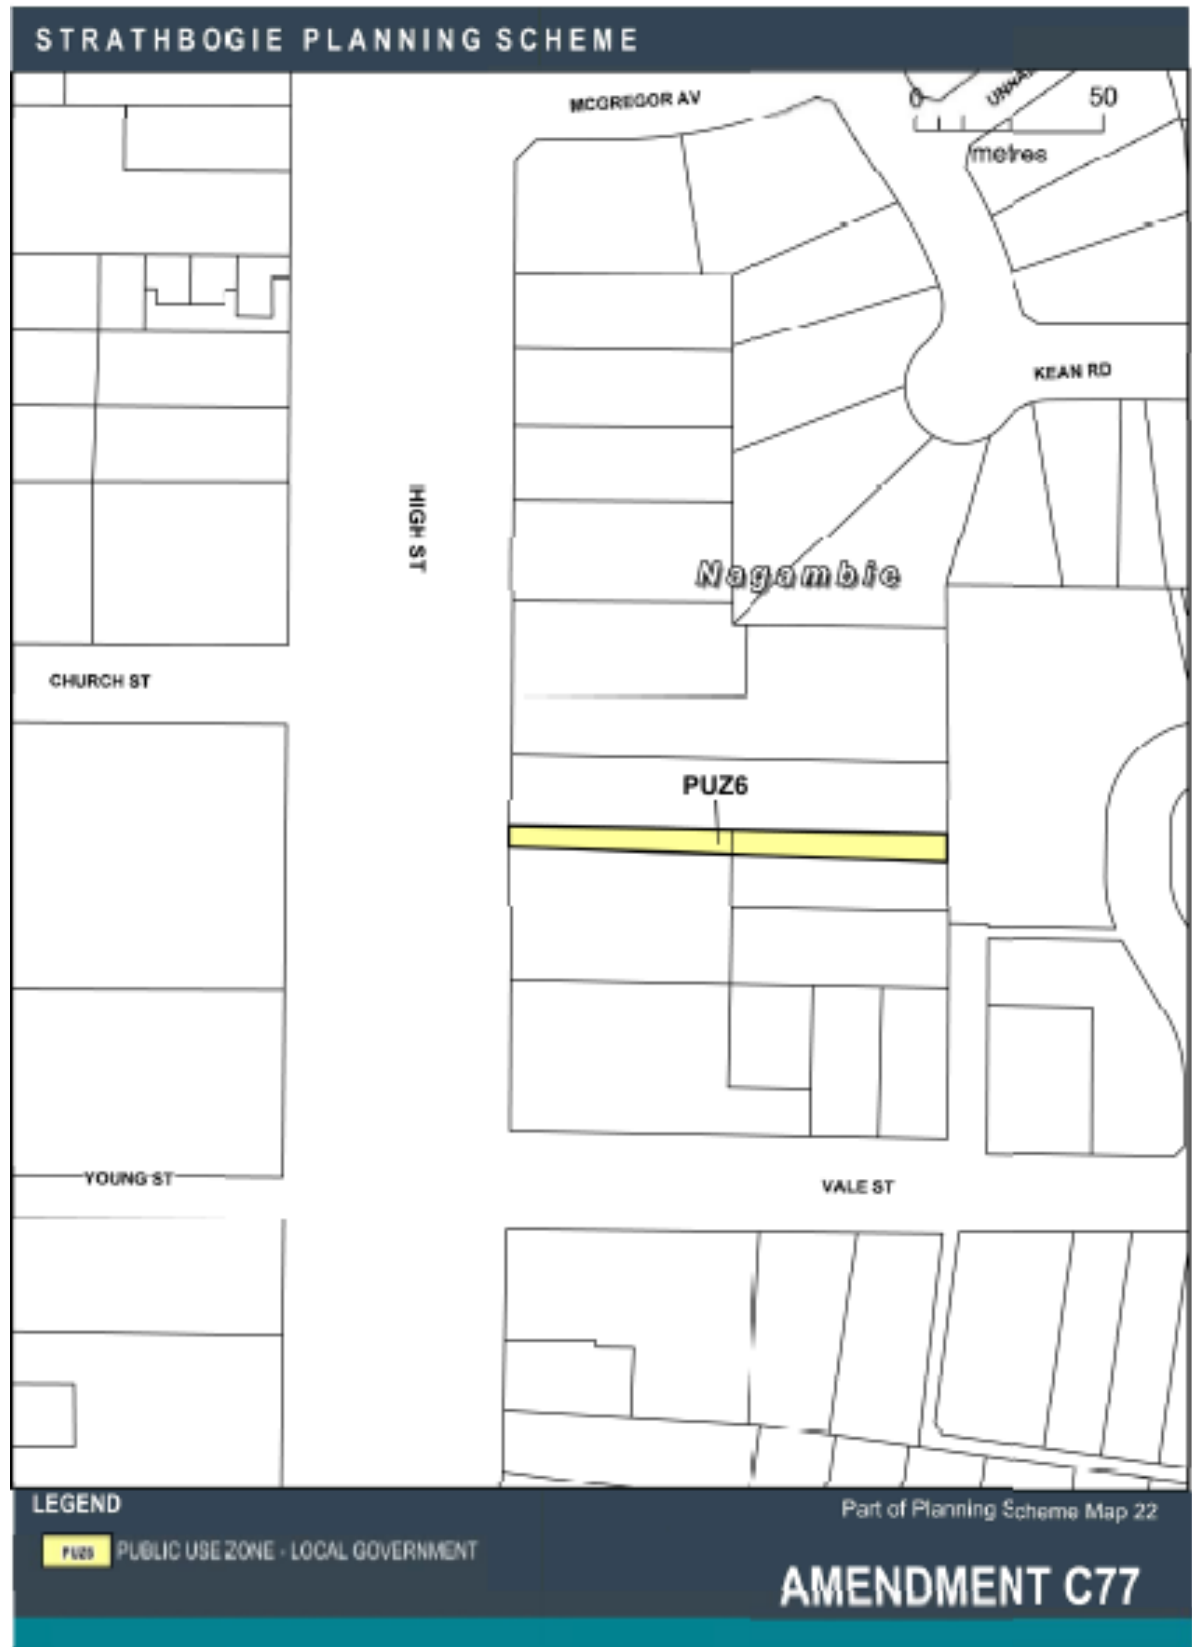 STRATHBOGIE PLANNING SCHEME
MCGREGOR AV
0
50
metres
KEAN RD
HIGH ST
Nagambie
CHURCH ST
PUZ6
YOUNG ST
VALE ST
LEGEND
Part of Planning Scheme Map 22
PUZ6 PUBLIC USE ZONE - LOCAL GOVERNMENT
AMENDMENT C77